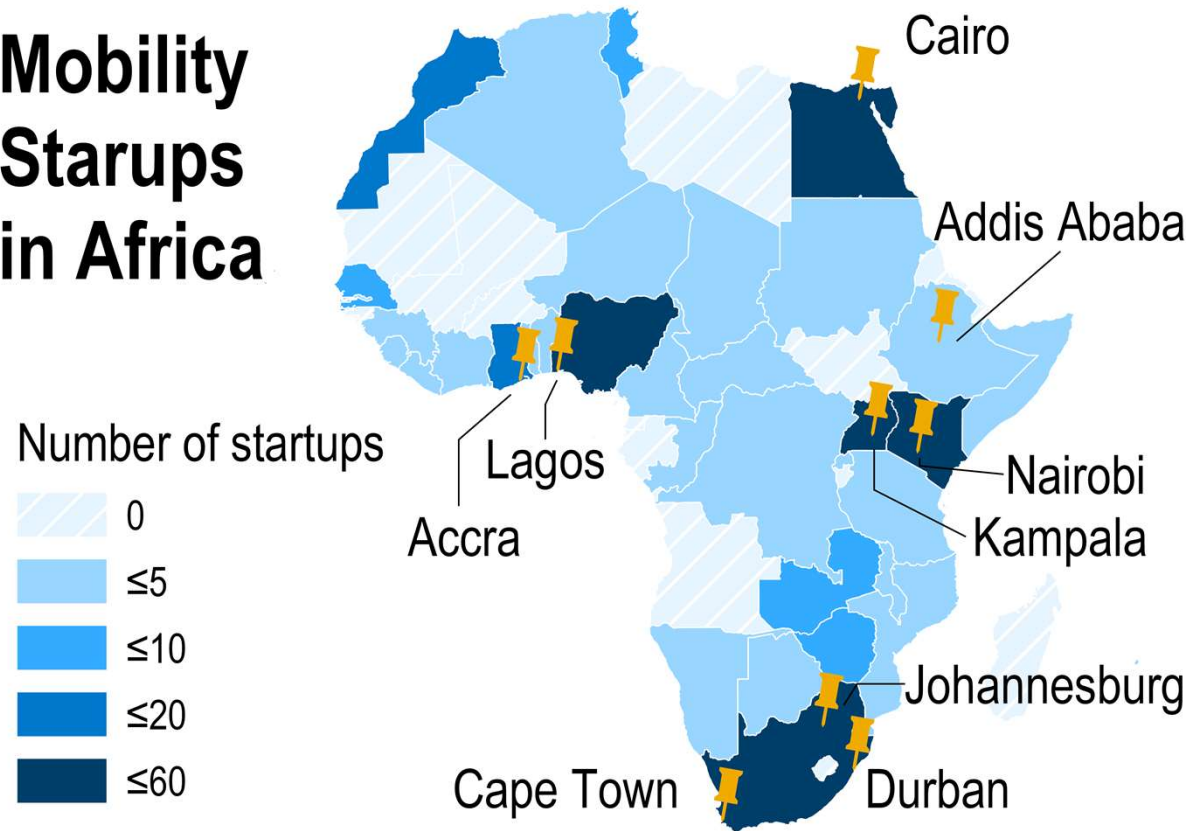 Mobility
Starups
in Africa
Cairo
Addis Ababa
Number of startups
0
≤5
≤10
≤20
≤60
Lagos
Accra
Nairobi
Kampala
Johannesburg
Cape Town
Durban